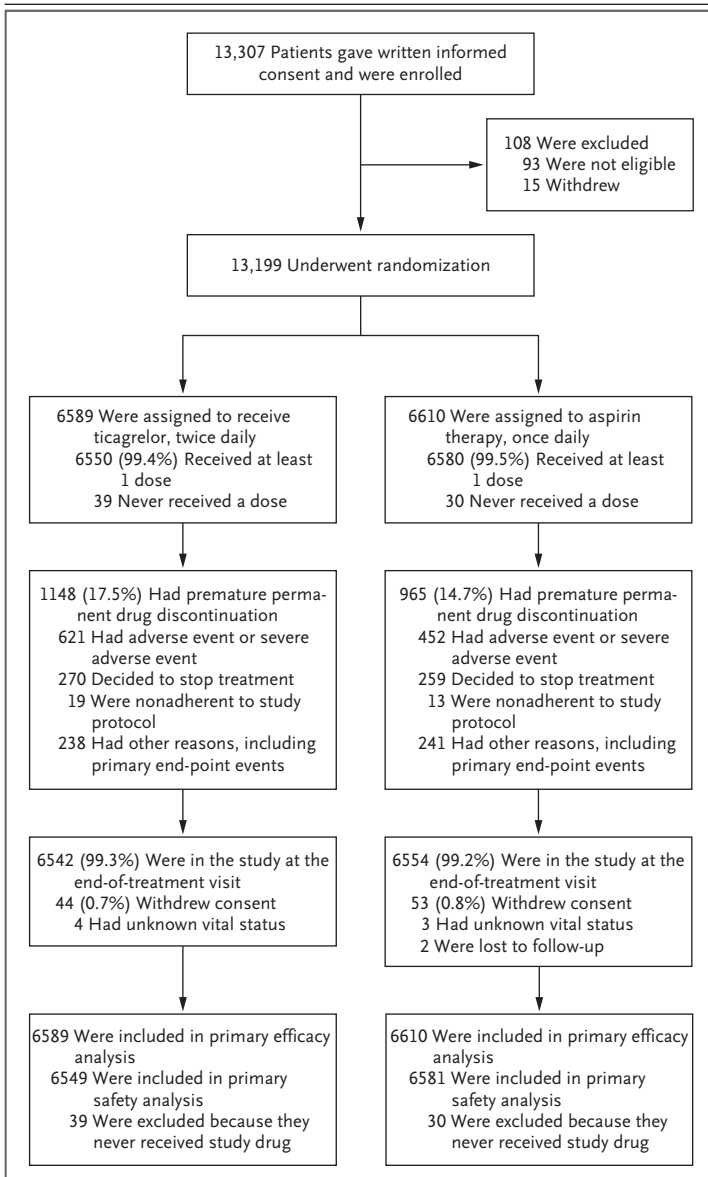 13,307 Patients gave written informed
consent and were enrolled
108 Were excluded
93 Were not eligible
15 Withdrew
13,199 Underwent randomization
6589 Were assigned to receive
ticagrelor, twice daily
6550 (99.4%) Received at least
1 dose
39 Never received a dose
6610 Were assigned to aspirin
therapy, once daily
6580 (99.5%) Received at least
1 dose
30 Never received a dose
1148 (17.5%) Had premature perma-
nent drug discontinuation
621 Had adverse event or severe
adverse event
270 Decided to stop treatment
19 Were nonadherent to study
protocol
238 Had other reasons, including
primary end-point events
965 (14.7%) Had premature perma-
nent drug discontinuation
452 Had adverse event or severe
adverse event
259 Decided to stop treatment
13 Were nonadherent to study
protocol
241 Had other reasons, including
primary end-point events
6542 (99.3%) Were in the study at the
end-of-treatment visit
44 (0.7%) Withdrew consent
4 Had unknown vital status
6554 (99.2%) Were in the study at the
end-of-treatment visit
53 (0.8%) Withdrew consent
3 Had unknown vital status
2 Were lost to follow-up
6589 Were included in primary efficacy
analysis
6549 Were included in primary
safety analysis
39 Were excluded because they
never received study drug
6610 Were included in primary efficacy
analysis
6581 Were included in primary
safety analysis
30 Were excluded because they
never received study drug